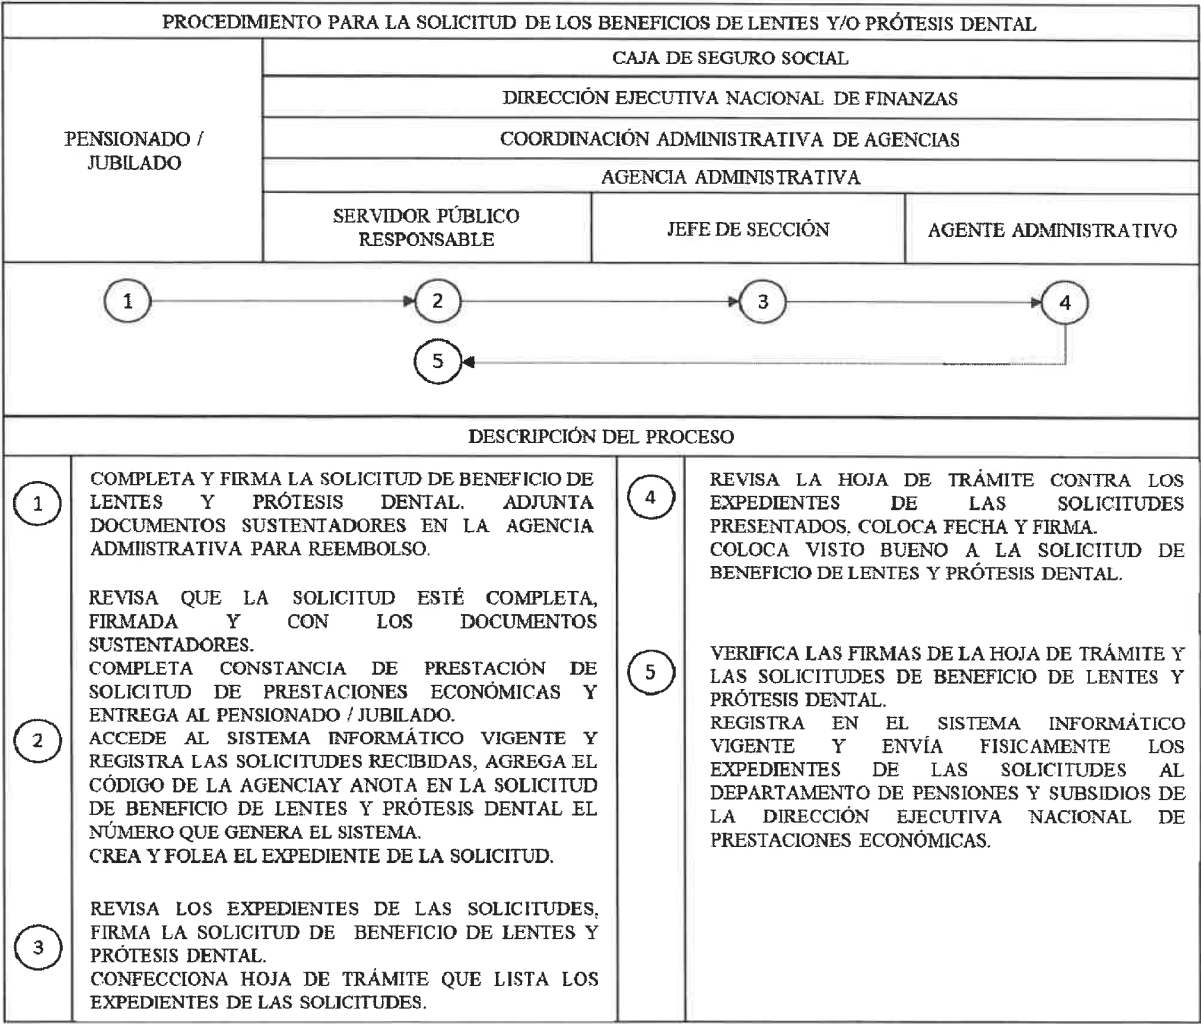 PROCEDIMIENTO PARA LA SOLICITUD DE LOS BENEFICIOS DE LENTES Y/O PRÓTESIS DENTAL
PENSIONADO /
JUBILADO
CAJA DE SEGURO SOCIAL
DIRECCIÓN EJECUTIVA NACIONAL DE FINANZAS
COORDINACIÓN ADMINISTRATIVA DE AGENCIAS
AGENCIA ADMINISTRATIVA
SERVIDOR PÚBLICO
RESPONSABLE
JEFE DE SECCIÓN
AGENTE ADMINISTRATIVO
1
2
3
4
5
DESCRIPCIÓN DEL PROCESO
1
COMPLETA Y FIRMA LA SOLICITUD DE BENEFICIO DE
LENTES Y PRÓTESIS DENTAL. ADJUNTA
DOCUMENTOS SUSTENTADORES EN LA AGENCIA
ADMIISTRATIVA PARA REEMBOLSO.
2
REVISA QUE LA SOLICITUD ESTÉ COMPLETA,
FIRMADA Y CON LOS DOCUMENTOS
SUSTENTADORES.
COMPLETA CONSTANCIA DE PRESTACIÓN DE
SOLICITUD DE PRESTACIONES ECONÓMICAS Y
ENTREGA AL PENSIONADO / JUBILADO.
ACCEDE AL SISTEMA INFORMÁTICO VIGENTE Y
REGISTRA LAS SOLICITUDES RECIBIDAS, AGREGA EL
CÓDIGO DE LA AGENCIAY ANOTA EN LA SOLICITUD
DE BENEFICIO DE LENTES Y PRÓTESIS DENTAL EL
NÚMERO QUE GENERA EL SISTEMA.
CREA Y FOLEA EL EXPEDIENTE DE LA SOLICITUD.
3
REVISA LOS EXPEDIENTES DE LAS SOLICITUDES,
FIRMA LA SOLICITUD DE BENEFICIO DE LENTES Y
PRÓTESIS DENTAL.
CONFECCIONA HOJA DE TRÁMITE QUE LISTA LOS
EXPEDIENTES DE LAS SOLICITUDES.
4
REVISA LA HOJA DE TRÁMITE CONTRA LOS
EXPEDIENTES DE LAS SOLICITUDES
PRESENTADOS, COLOCA FECHA Y FIRMA.
COLOCA VISTO BUENO A LA SOLICITUD DE
BENEFICIO DE LENTES Y PRÓTESIS DENTAL.
5
VERIFICA LAS FIRMAS DE LA HOJA DE TRÁMITE Y
LAS SOLICITUDES DE BENEFICIO DE LENTES Y
PRÓTESIS DENTAL.
REGISTRA EN EL SISTEMA INFORMÁTICO
VIGENTE Y ENVÍA FISICAMENTE LOS
EXPEDIENTES DE LAS SOLICITUDES AL
DEPARTAMENTO DE PENSIONES Y SUBSIDIOS DE
LA DIRECCIÓN EJECUTIVA NACIONAL DE
PRESTACIONES ECONÓMICAS.